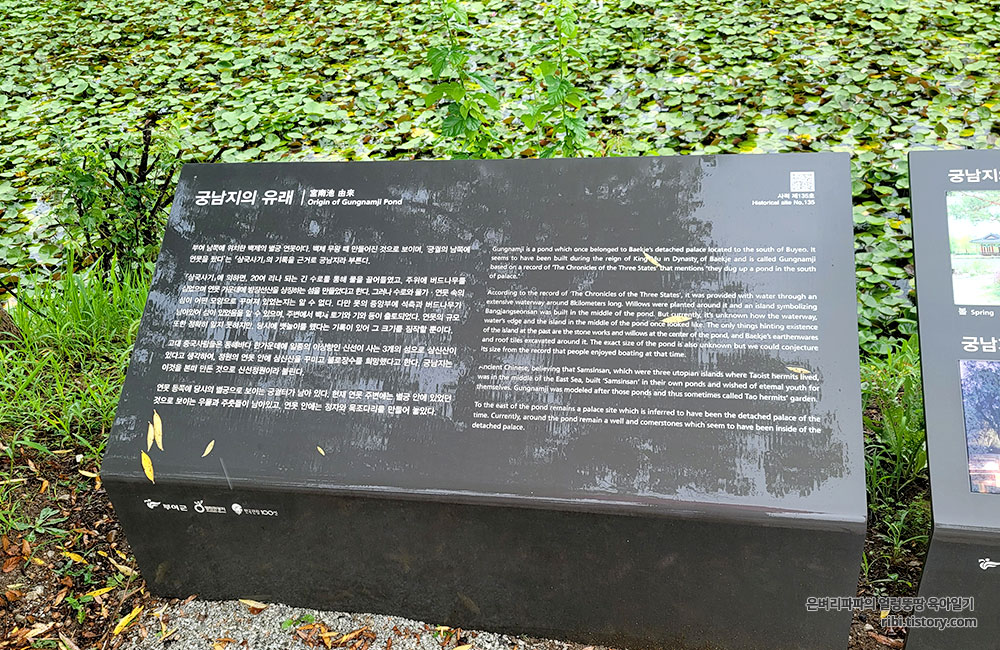 궁남지의 유래
宮南池 由來
Origin of Gungnamji Pond
사적 제135호
Historical site No.135
부여 남쪽에 위치한 백제의 별궁 연못이다. 백제 무왕 때 만들어진 것으로 보이며, '궁궐의 남쪽에
연못을 팠다'는 「삼국사기」의 기록을 근거로 궁남지라 부른다.
「삼국사기」에 의하면, 20여 리나 되는 긴 수로를 통해 물을 끌어들였고, 주위에 버드나무를
심었으며 연못 가운데에 방장선산을 상징하는 섬을 만들었다고 한다. 그러나 수로와 물가·연못 속의
섬이 어떤 모양으로 꾸며져 있었는지는 알 수 없다. 다만 못의 중앙부에 석축과 버드나무가
남아있어 섬이 있었음을 알 수 있으며, 주변에서 백제 토기와 기와 등이 출토되었다. 연못의 규모
또한 정확히 알지 못하지만, 당시에 뱃놀이를 했다는 기록이 있어 그 크기를 짐작할 뿐이다.
고대 중국사람들은 동해바다 한가운데에 일종의 이상향인 신선이 사는 3개의 섬으로 삼신산이
있다고 생각하여, 정원의 연못 안에 삼신산을 꾸미고 불로장수를 희망했다고 한다. 궁남지는
이것을 본떠 만든 것으로 신선정원이라 불린다.
연못 동쪽에 당시의 별궁으로 보이는 궁궐터가 남아 있다. 현재 연못 주변에는 별궁 안에 있었던
것으로 보이는 우물과 주춧돌이 남아있고, 연못 안에는 정자와 목조다리를 만들어 놓았다.
Gungnamji is a pond which once belonged to Baekje's detached palace located to the south of Buyeo. It
seems to have been built during the reign of King Mu in Dynasty of Baekje and is called Gungnamji
based on a record of 'The Chronicles of the Three States' that mentions "they dug up a pond in the south
of palace."
According to the record of 'The Chronicles of the Three States', it was provided with water through an
extensive waterway around 8kilometers long. Willows were planted around it and an island symbolizing
Bangjangseonsan was built in the middle of the pond. But currently, it's unknown how the waterway,
water's edge and the island in the middle of the pond once looked like. The only things hinting existence
of the island at the past are the stone works and willows at the center of the pond, and Baekje's earthenwares
and roof tiles excavated around it. The exact size of the pond is also unknown but we could conjecture
its size from the record that people enjoyed boating at that time.
Ancient Chinese, believing that Samsinsan, which were three utopian islands where Taoist hermits lived,
was in the middle of the East Sea, built 'Samsinsan' in their own ponds and wished of eternal youth for
themselves. Gungnamji was modeled after those ponds and thus sometimes called Tao hermits' garden.
To the east of the pond remains a palace site which is inferred to have been the detached palace of the
time. Currently, around the pond remain a well and cornerstones which seem to have been inside of the
detached palace.
부여군
한국관광 100선
궁남지
봄 Spring
궁남지
은벼리파파의 얼렁뚱땅 육아일기
ribi.tistory.com